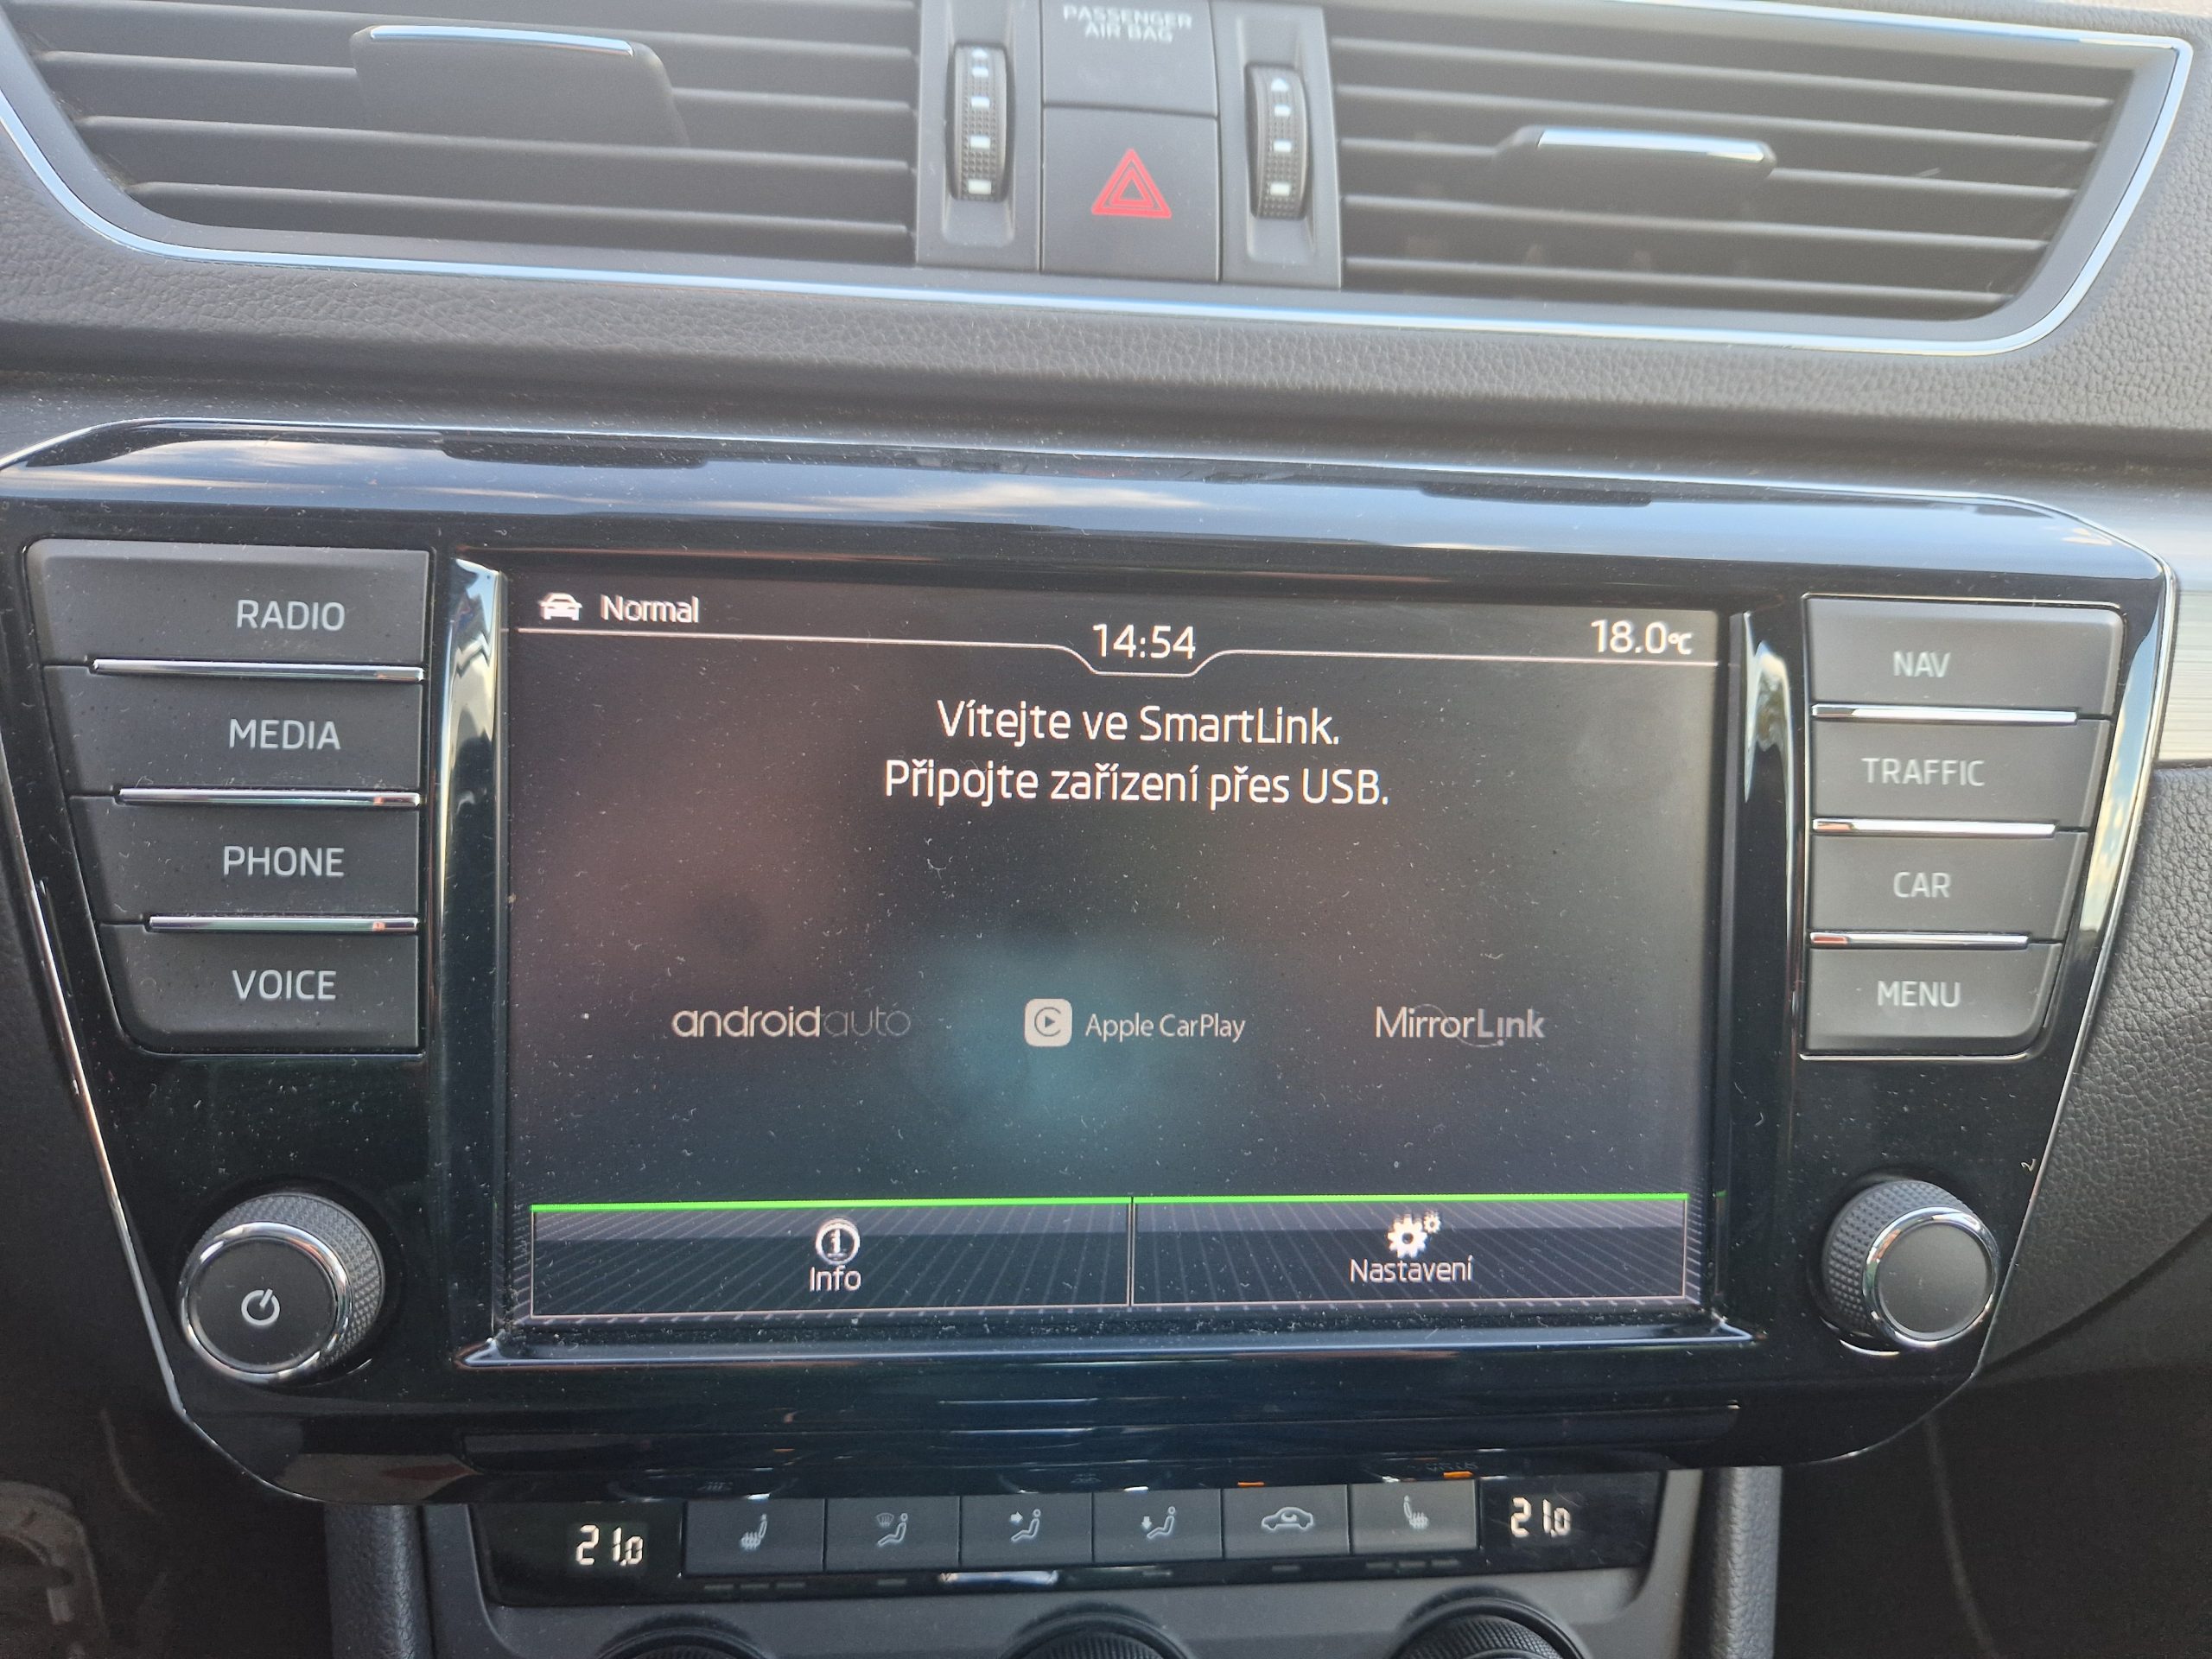 PASSENGER
AIR BAG
RADIO
MEDIA
PHONE
VOICE
Normal
14:54
18.0°C
Vítejte ve SmartLink.
Připojte zařízení přes USB.
androidauto
Apple CarPlay
MirrorLink
Info
Nastavení
NAV
TRAFFIC
CAR
MENU
21.0
21.0